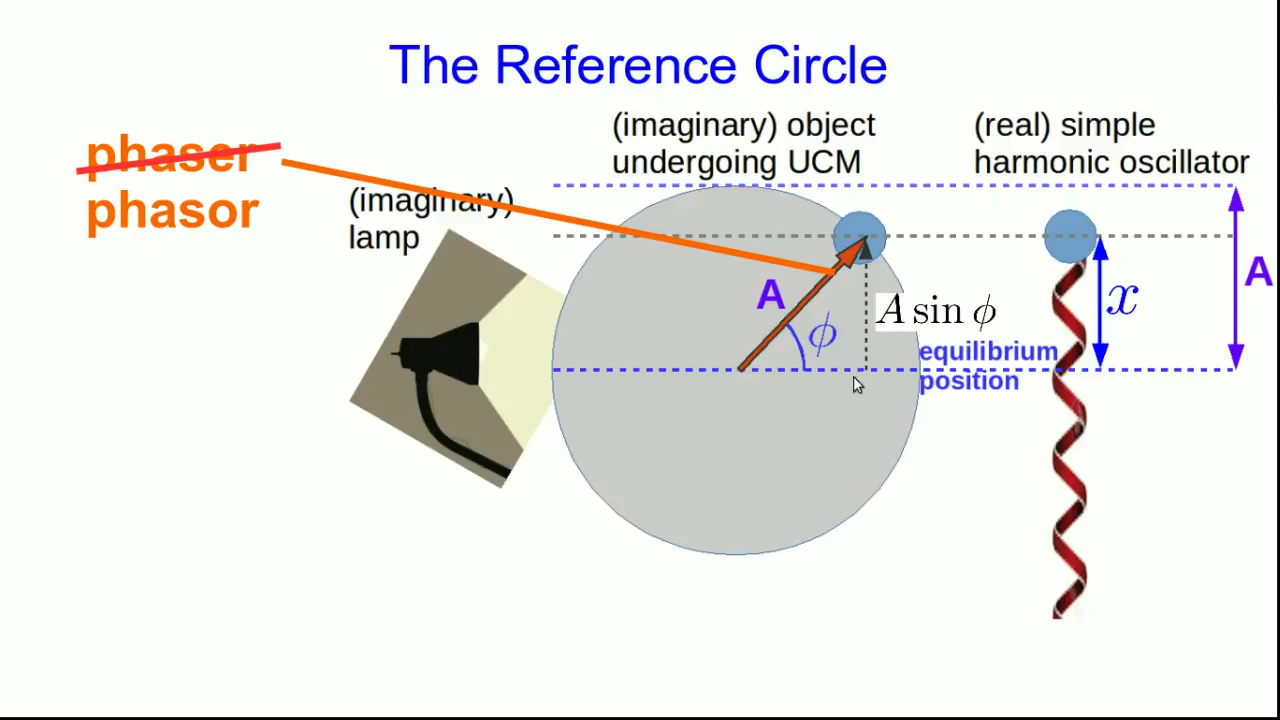 The Reference Circle
phaser
phasor
(imaginary)
lamp
(imaginary) object
undergoing UCM
(real) simple
harmonic oscillator
A
ϕ
A sin ϕ
equilibrium
position
x
A